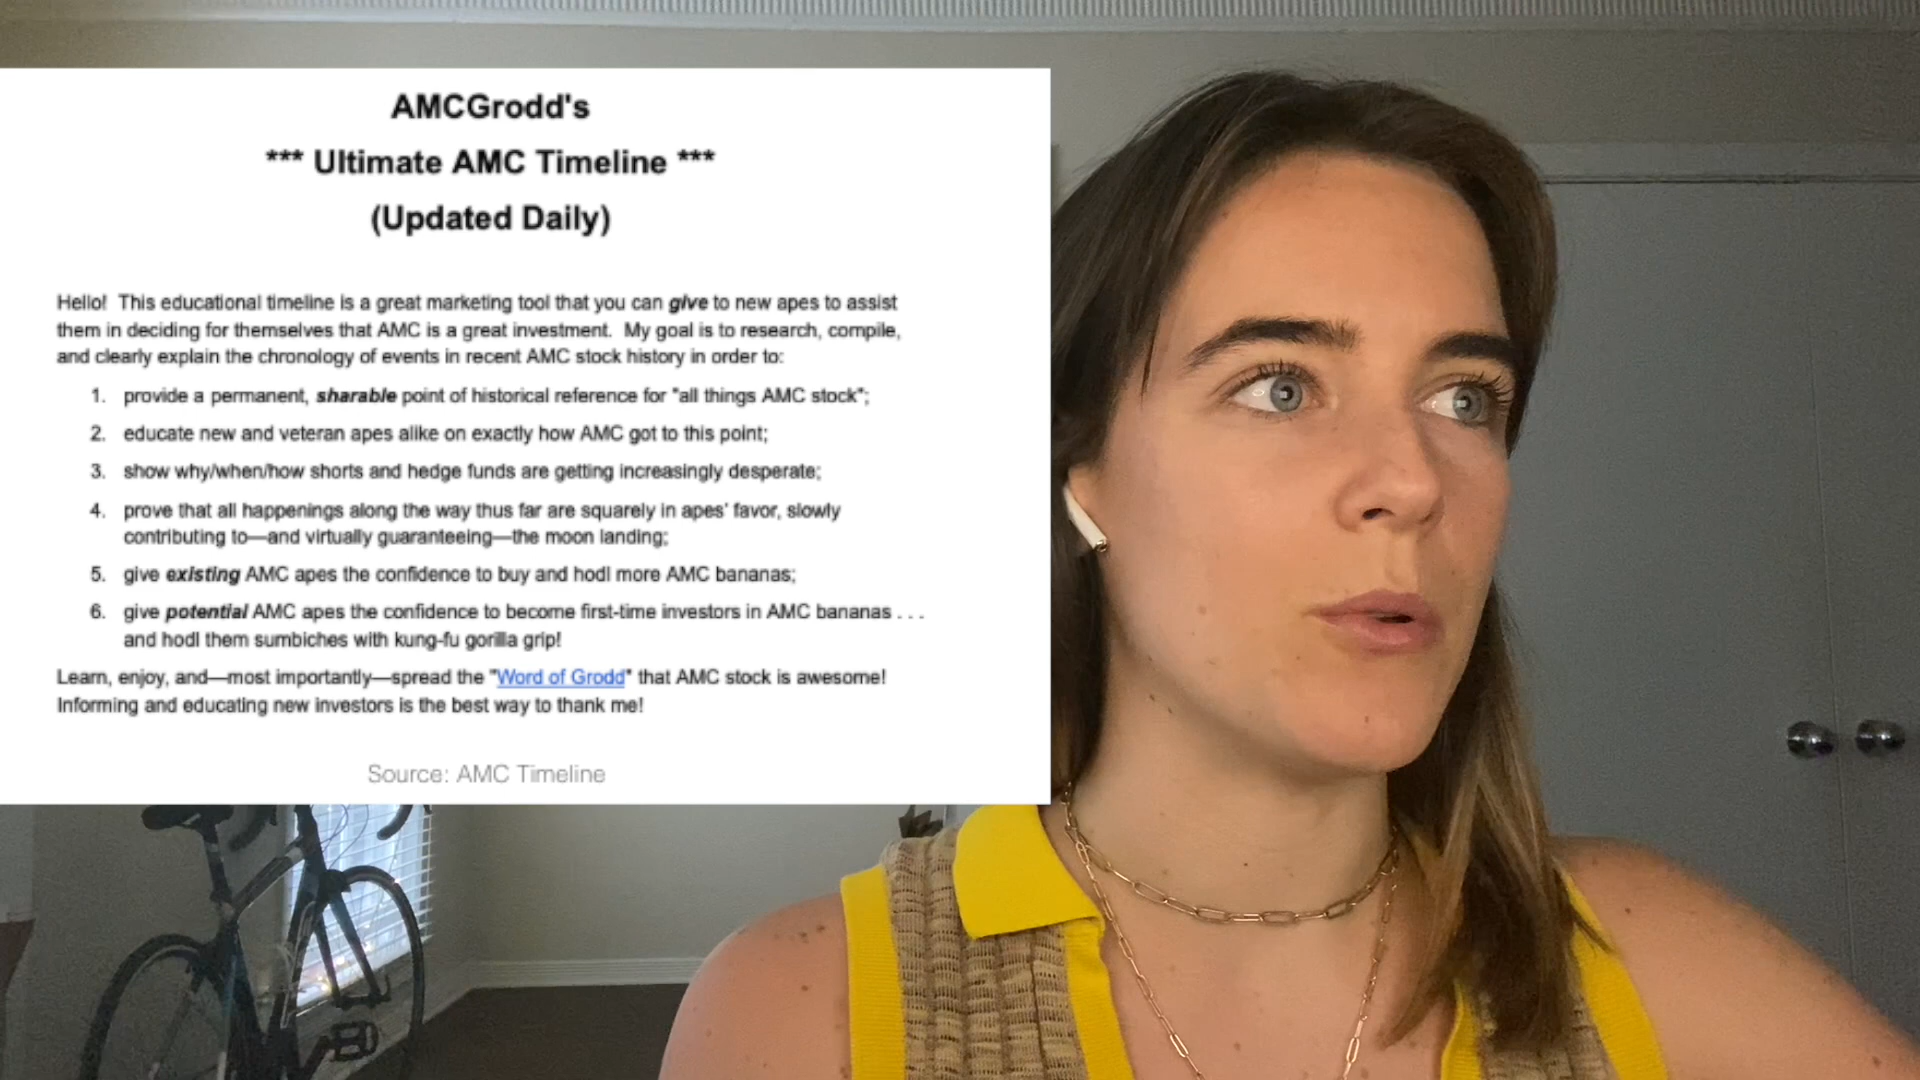 AMCGrodd's
*** Ultimate AMC Timeline ***
(Updated Daily)
Hello!  This educational timeline is a great marketing tool that you can give to new apes to assist
them in deciding for themselves that AMC is a great investment.  My goal is to research, compile,
and clearly explain the chronology of events in recent AMC stock history in order to:
1. provide a permanent, sharable point of historical reference for "all things AMC stock";
2. educate new and veteran apes alike on exactly how AMC got to this point;
3. show why/when/how shorts and hedge funds are getting increasingly desperate;
4. prove that all happenings along the way thus far are squarely in apes' favor, slowly
contributing to—and virtually guaranteeing—the moon landing;
5. give existing AMC apes the confidence to buy and hodl more AMC bananas;
6. give potential AMC apes the confidence to become first-time investors in AMC bananas . . .
and hodl them sumbiches with kung-fu gorilla grip!
Learn, enjoy, and—most importantly—spread the "Word of Grodd" that AMC stock is awesome!
Informing and educating new investors is the best way to thank me!
Source: AMC Timeline